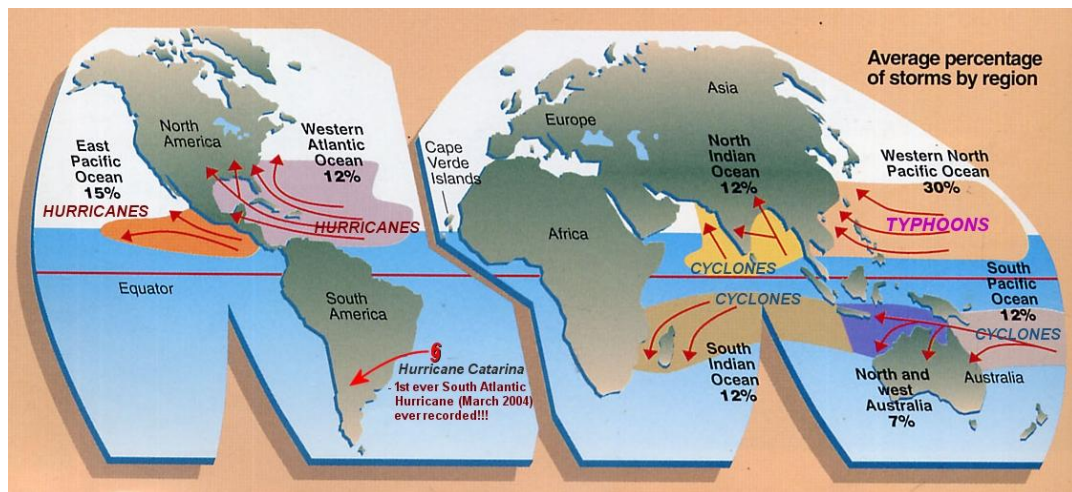 Average percentage
of storms by region
North
America
East
Pacific
Ocean
15%
HURRICANES
Western
Atlantic
Ocean
12%
HURRICANES
Cape
Verde
Islands
Europe
Asia
North
Indian
Ocean
12%
Western North
Pacific Ocean
30%
TYPHOONS
Africa
CYCLONES
CYCLONES
Equator
South
America
South
Pacific
Ocean
12%
CYCLONES
6
Hurricane Catarina
- 1st ever South Atlantic
Hurricane (March 2004)
ever recorded!!!
South
Indian
Ocean
12%
North and
west
Australia
7%
Australia